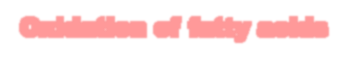 Oxidation of fatty acids